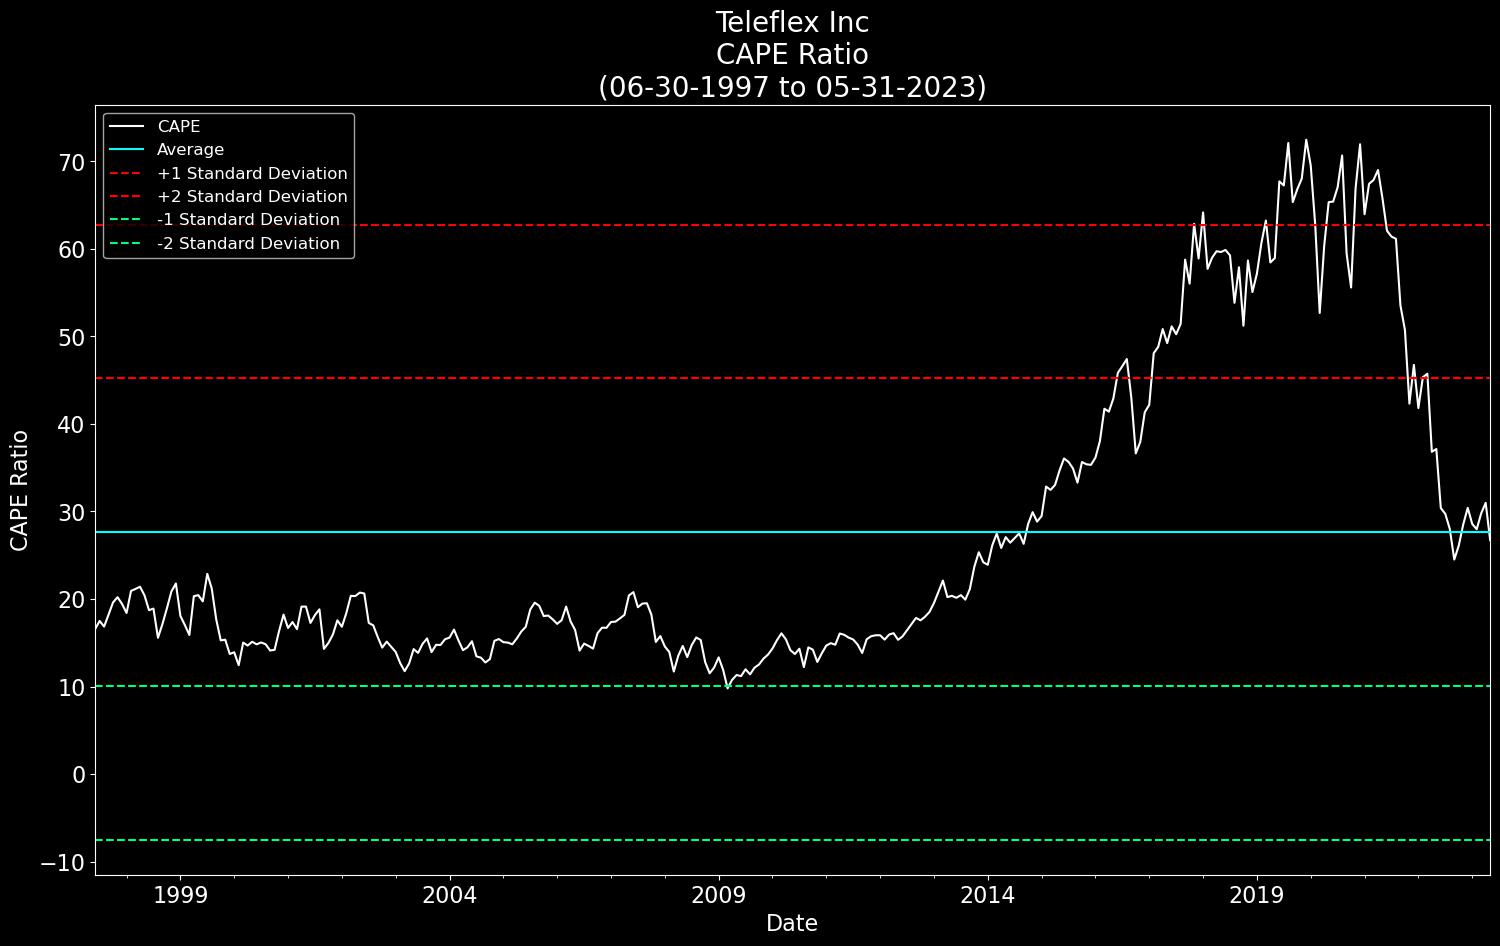 Teleflex Inc
CAPE Ratio
(06-30-1997 to 05-31-2023)
CAPE
Average
+1 Standard Deviation
+2 Standard Deviation
-1 Standard Deviation
-2 Standard Deviation
CAPE Ratio
70
60
50
40
30
20
10
0
−10
1999 2004 2009 2014 2019
Date